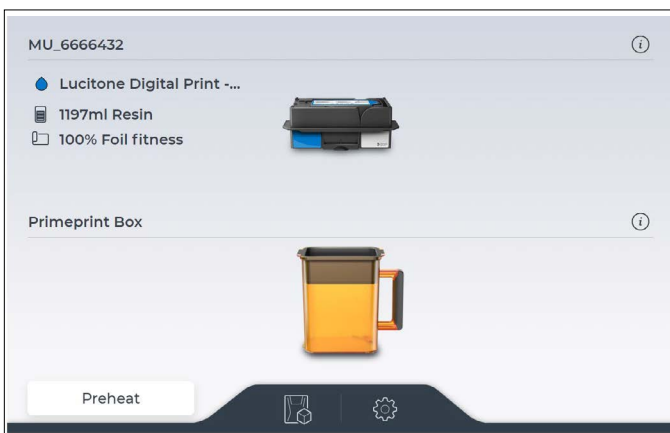 MU_6666432
Lucitone Digital Print -...
1197ml Resin
100% Foil fitness
Primeprint Box
Preheat